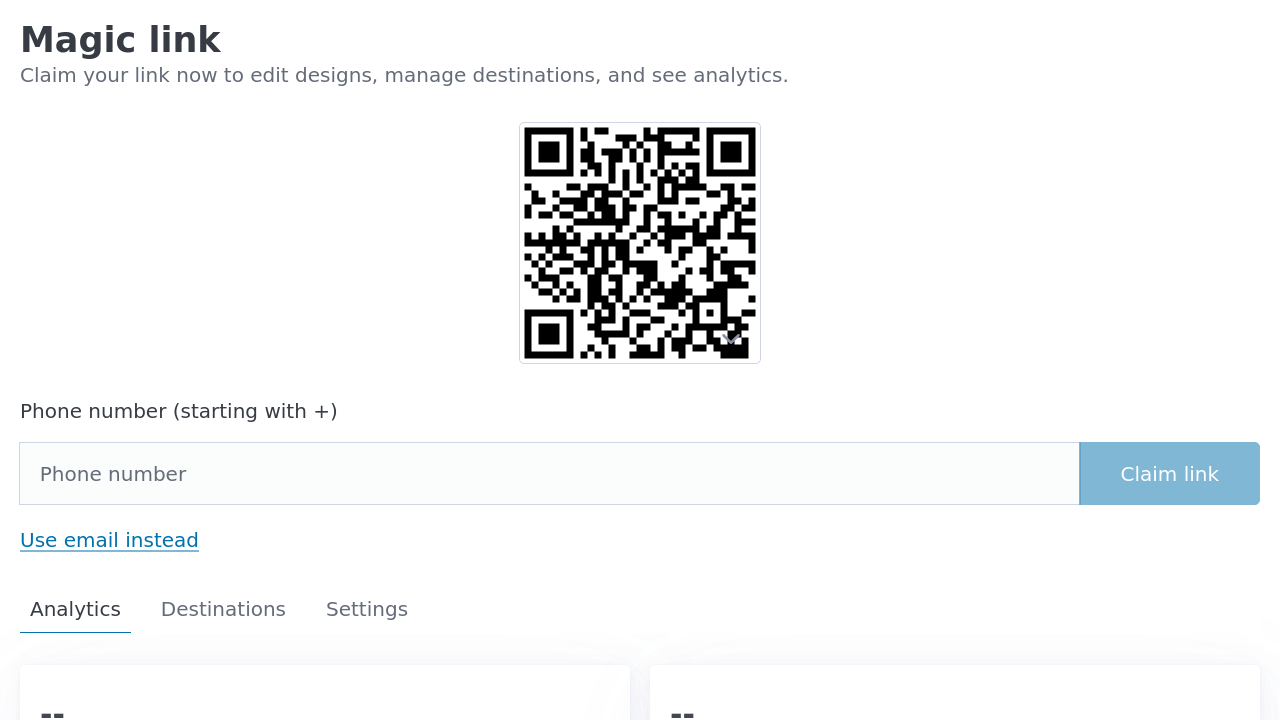 Magic link
Claim your link now to edit designs, manage destinations, and see analytics.
Phone number (starting with +)
Phone number
Claim link
Use email instead
Analytics
Destinations
Settings